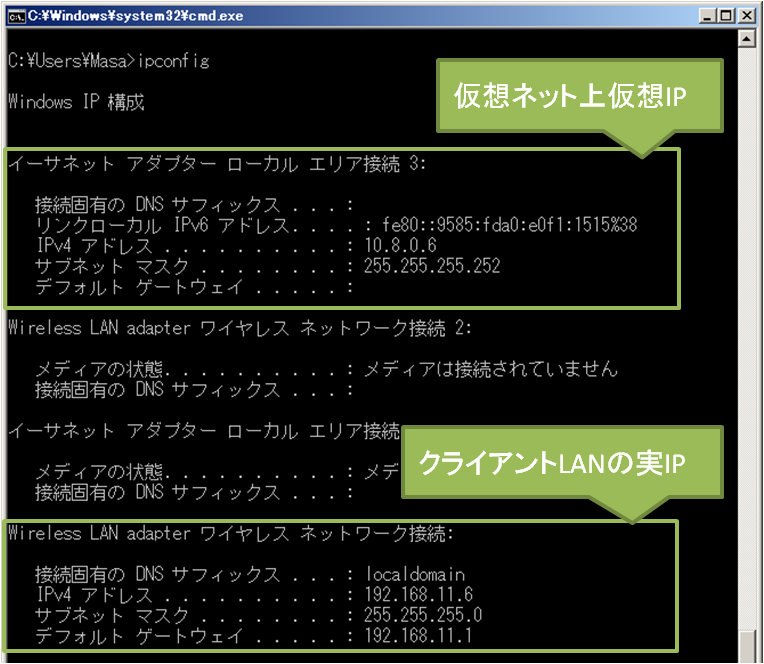 C:¥Windows¥system32¥cmd.exe
C:¥Users¥Masa>ipconfig
仮想ネット上仮想IP
Windows IP 構成
イーサネット アダプター ローカル エリア接続 3:
接続固有の DNS サフィックス . . . :
リンクローカル IPv6 アドレス. . . . : fe80::9585:fda0:e0f1:1515%38
IPv4 アドレス . . . . . . . . . . : 10.8.0.6
サブネット マスク . . . . . . . . : 255.255.255.252
デフォルト ゲートウェイ . . . . . :
Wireless LAN adapter ワイヤレス ネットワーク接続 2:
メディアの状態. . . . . . . . . . : メディアは接続されていません
接続固有の DNS サフィックス . . . :
イーサネット アダプター ローカル エリア接続
クライアントLANの実IP
メディアの状態. . . . . . . . . . : メデ
接続固有の DNS サフィックス . . . :
Wireless LAN adapter ワイヤレス ネットワーク接続:
接続固有の DNS サフィックス . . . : localdomain
IPv4 アドレス . . . . . . . . . . : 192.168.11.6
サブネット マスク . . . . . . . . : 255.255.255.0
デフォルト ゲートウェイ . . . . . : 192.168.11.1